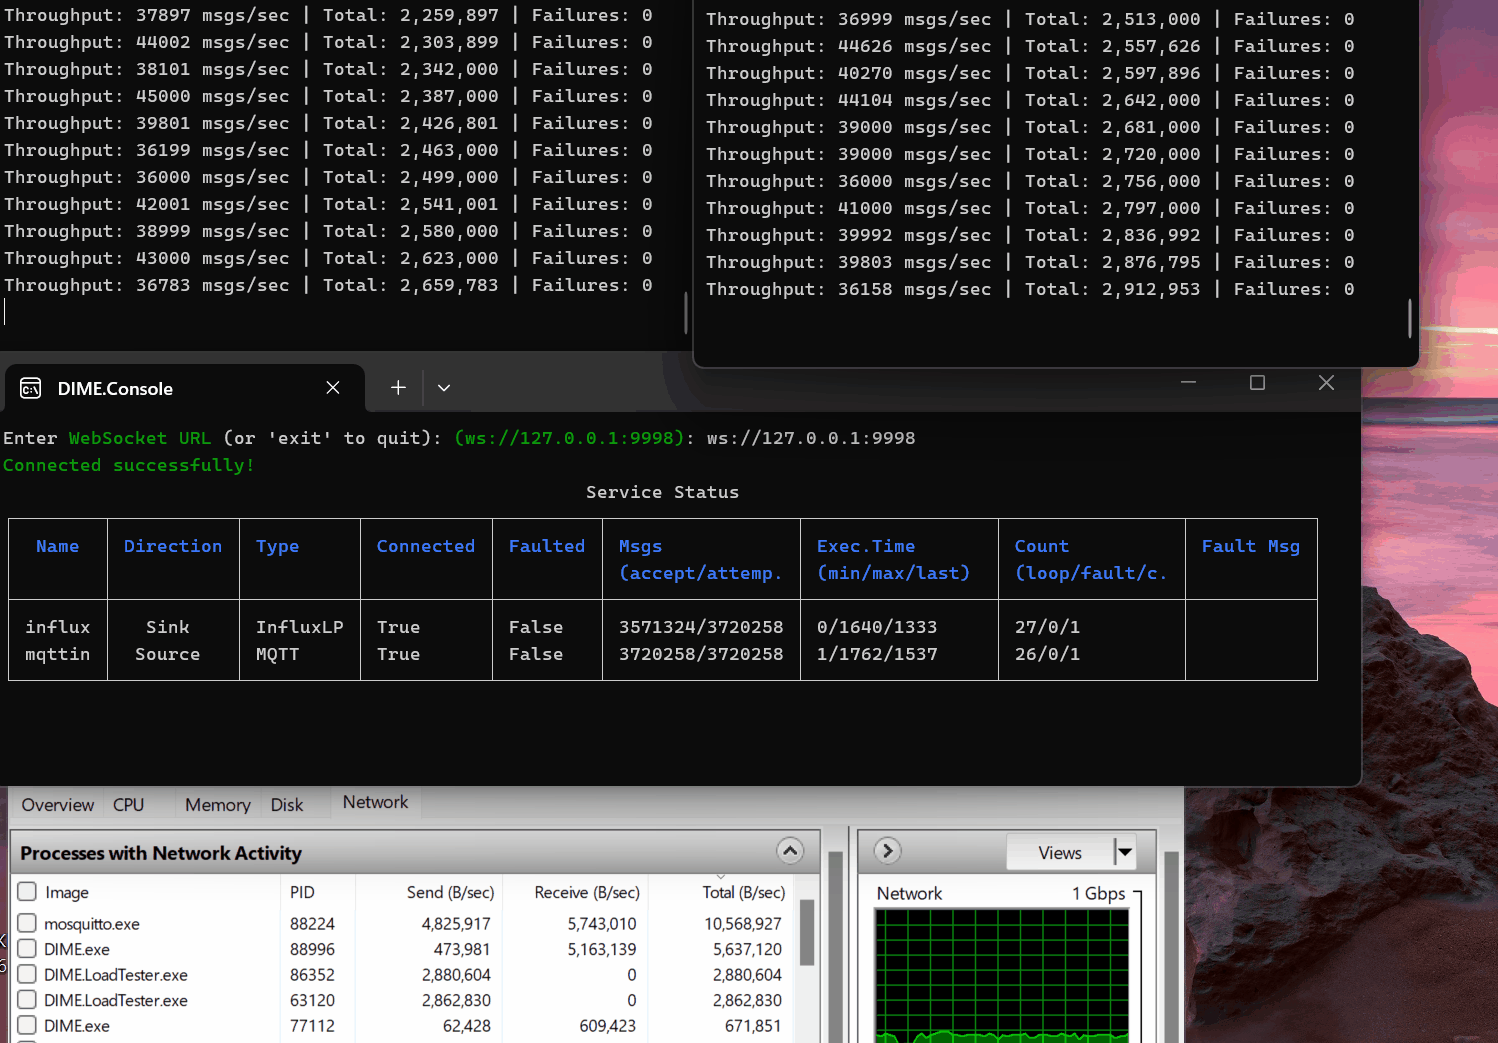 Throughput: 37897 msgs/sec | Total: 2,259,897 | Failures: 0
Throughput: 44002 msgs/sec | Total: 2,303,899 | Failures: 0
Throughput: 38101 msgs/sec | Total: 2,342,000 | Failures: 0
Throughput: 45000 msgs/sec | Total: 2,387,000 | Failures: 0
Throughput: 39801 msgs/sec | Total: 2,426,801 | Failures: 0
Throughput: 36199 msgs/sec | Total: 2,463,000 | Failures: 0
Throughput: 36000 msgs/sec | Total: 2,499,000 | Failures: 0
Throughput: 42001 msgs/sec | Total: 2,541,001 | Failures: 0
Throughput: 38999 msgs/sec | Total: 2,580,000 | Failures: 0
Throughput: 43000 msgs/sec | Total: 2,623,000 | Failures: 0
Throughput: 36783 msgs/sec | Total: 2,659,783 | Failures: 0
Throughput: 36999 msgs/sec | Total: 2,513,000 | Failures: 0
Throughput: 44626 msgs/sec | Total: 2,557,626 | Failures: 0
Throughput: 40270 msgs/sec | Total: 2,597,896 | Failures: 0
Throughput: 44104 msgs/sec | Total: 2,642,000 | Failures: 0
Throughput: 39000 msgs/sec | Total: 2,681,000 | Failures: 0
Throughput: 39000 msgs/sec | Total: 2,720,000 | Failures: 0
Throughput: 36000 msgs/sec | Total: 2,756,000 | Failures: 0
Throughput: 41000 msgs/sec | Total: 2,797,000 | Failures: 0
Throughput: 39992 msgs/sec | Total: 2,836,992 | Failures: 0
Throughput: 39803 msgs/sec | Total: 2,876,795 | Failures: 0
Throughput: 36158 msgs/sec | Total: 2,912,953 | Failures: 0
DIME.Console
Enter WebSocket URL (or 'exit' to quit): (ws://127.0.0.1:9998): ws://127.0.0.1:9998
Connected successfully!
Service Status
Name Direction Type Connected Faulted Msgs Exec.Time Count Fault Msg
(accept/attemp. (min/max/last) (loop/fault/c.
influx Sink InfluxLP True False 3571324/3720258 0/1640/1333 27/0/1
mqttin Source MQTT True False 3720258/3720258 1/1762/1537 26/0/1
Overview CPU Memory Disk Network
Processes with Network Activity
Image PID Send (B/sec) Receive (B/sec) Total (B/sec)
mosquitto.exe 88224 4,825,917 5,743,010 10,568,927
DIME.exe 88996 473,981 5,163,139 5,637,120
DIME.LoadTester.exe 86352 2,880,604 0 2,880,604
DIME.LoadTester.exe 63120 2,862,830 0 2,862,830
DIME.exe 77112 62,428 609,423 671,851
Views
Network 1 Gbps